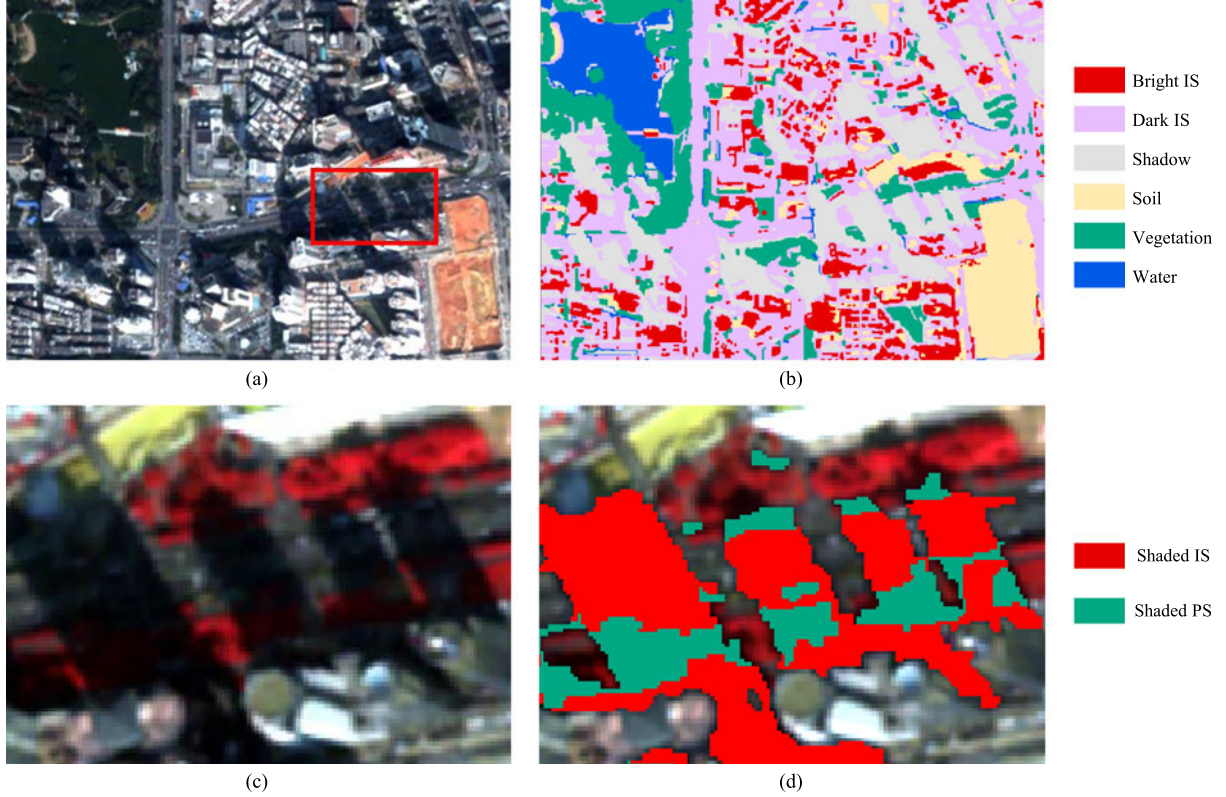 Bright IS
Dark IS
Shadow
Soil
Vegetation
Water
(a)
(b)
Shaded IS
Shaded PS
(c)
(d)